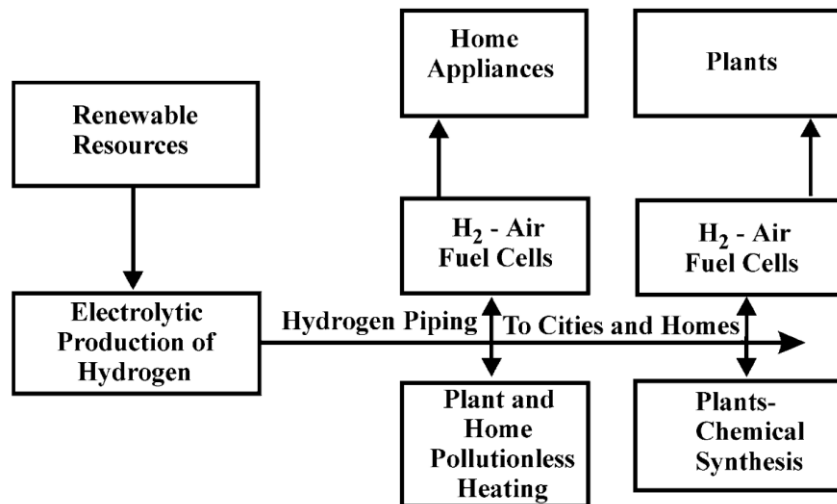 Home
Appliances
Plants
Renewable
Resources
H₂ - Air
Fuel Cells
H₂ - Air
Fuel Cells
Electrolytic
Production of
Hydrogen
Hydrogen Piping
To Cities and Homes
Plant and
Home
Pollutionless
Heating
Plants-
Chemical
Synthesis